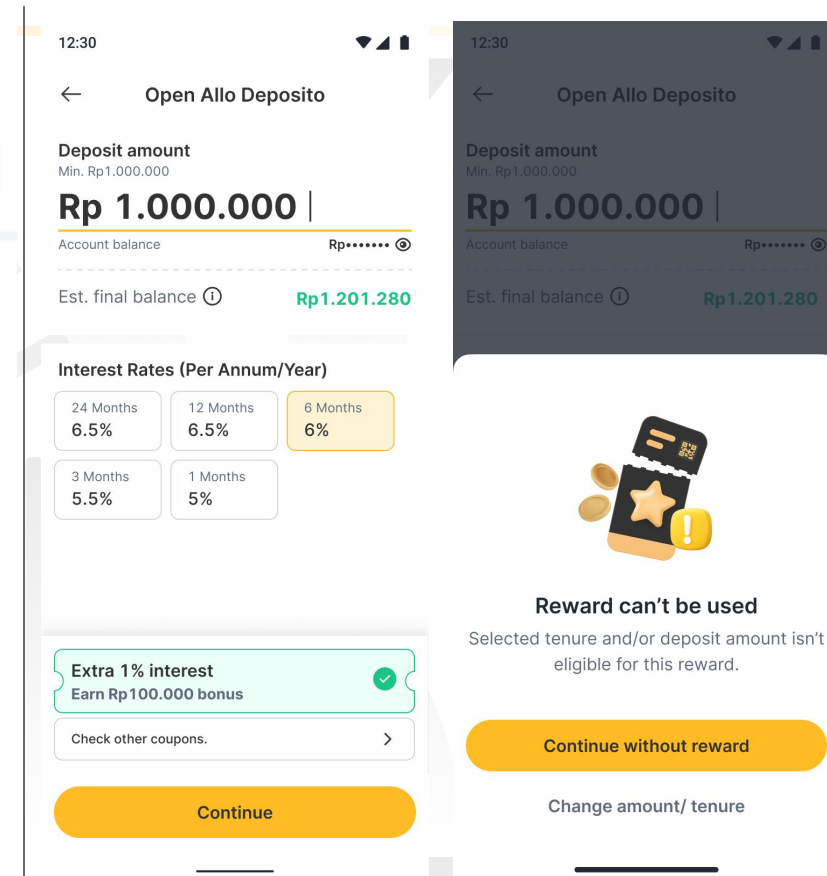 12:30
Open Allo Deposito
Deposit amount
Min. Rp1.000.000
Rp 1.000.000
Account balance Rp•••••••
Est. final balance Rp1.201.280
Interest Rates (Per Annum/Year)
24 Months 12 Months 6 Months
6.5% 6.5% 6%
3 Months 1 Months
5.5% 5%
Extra 1% interest
Earn Rp100.000 bonus
Check other coupons.
Continue
12:30
Open Allo Deposito
Deposit amount
Min. Rp1.000.000
Rp 1.000.000
Account balance Rp•••••••
Est. final balance Rp1.201.280
Reward can't be used
Selected tenure and/or deposit amount isn't
eligible for this reward.
Continue without reward
Change amount/ tenure